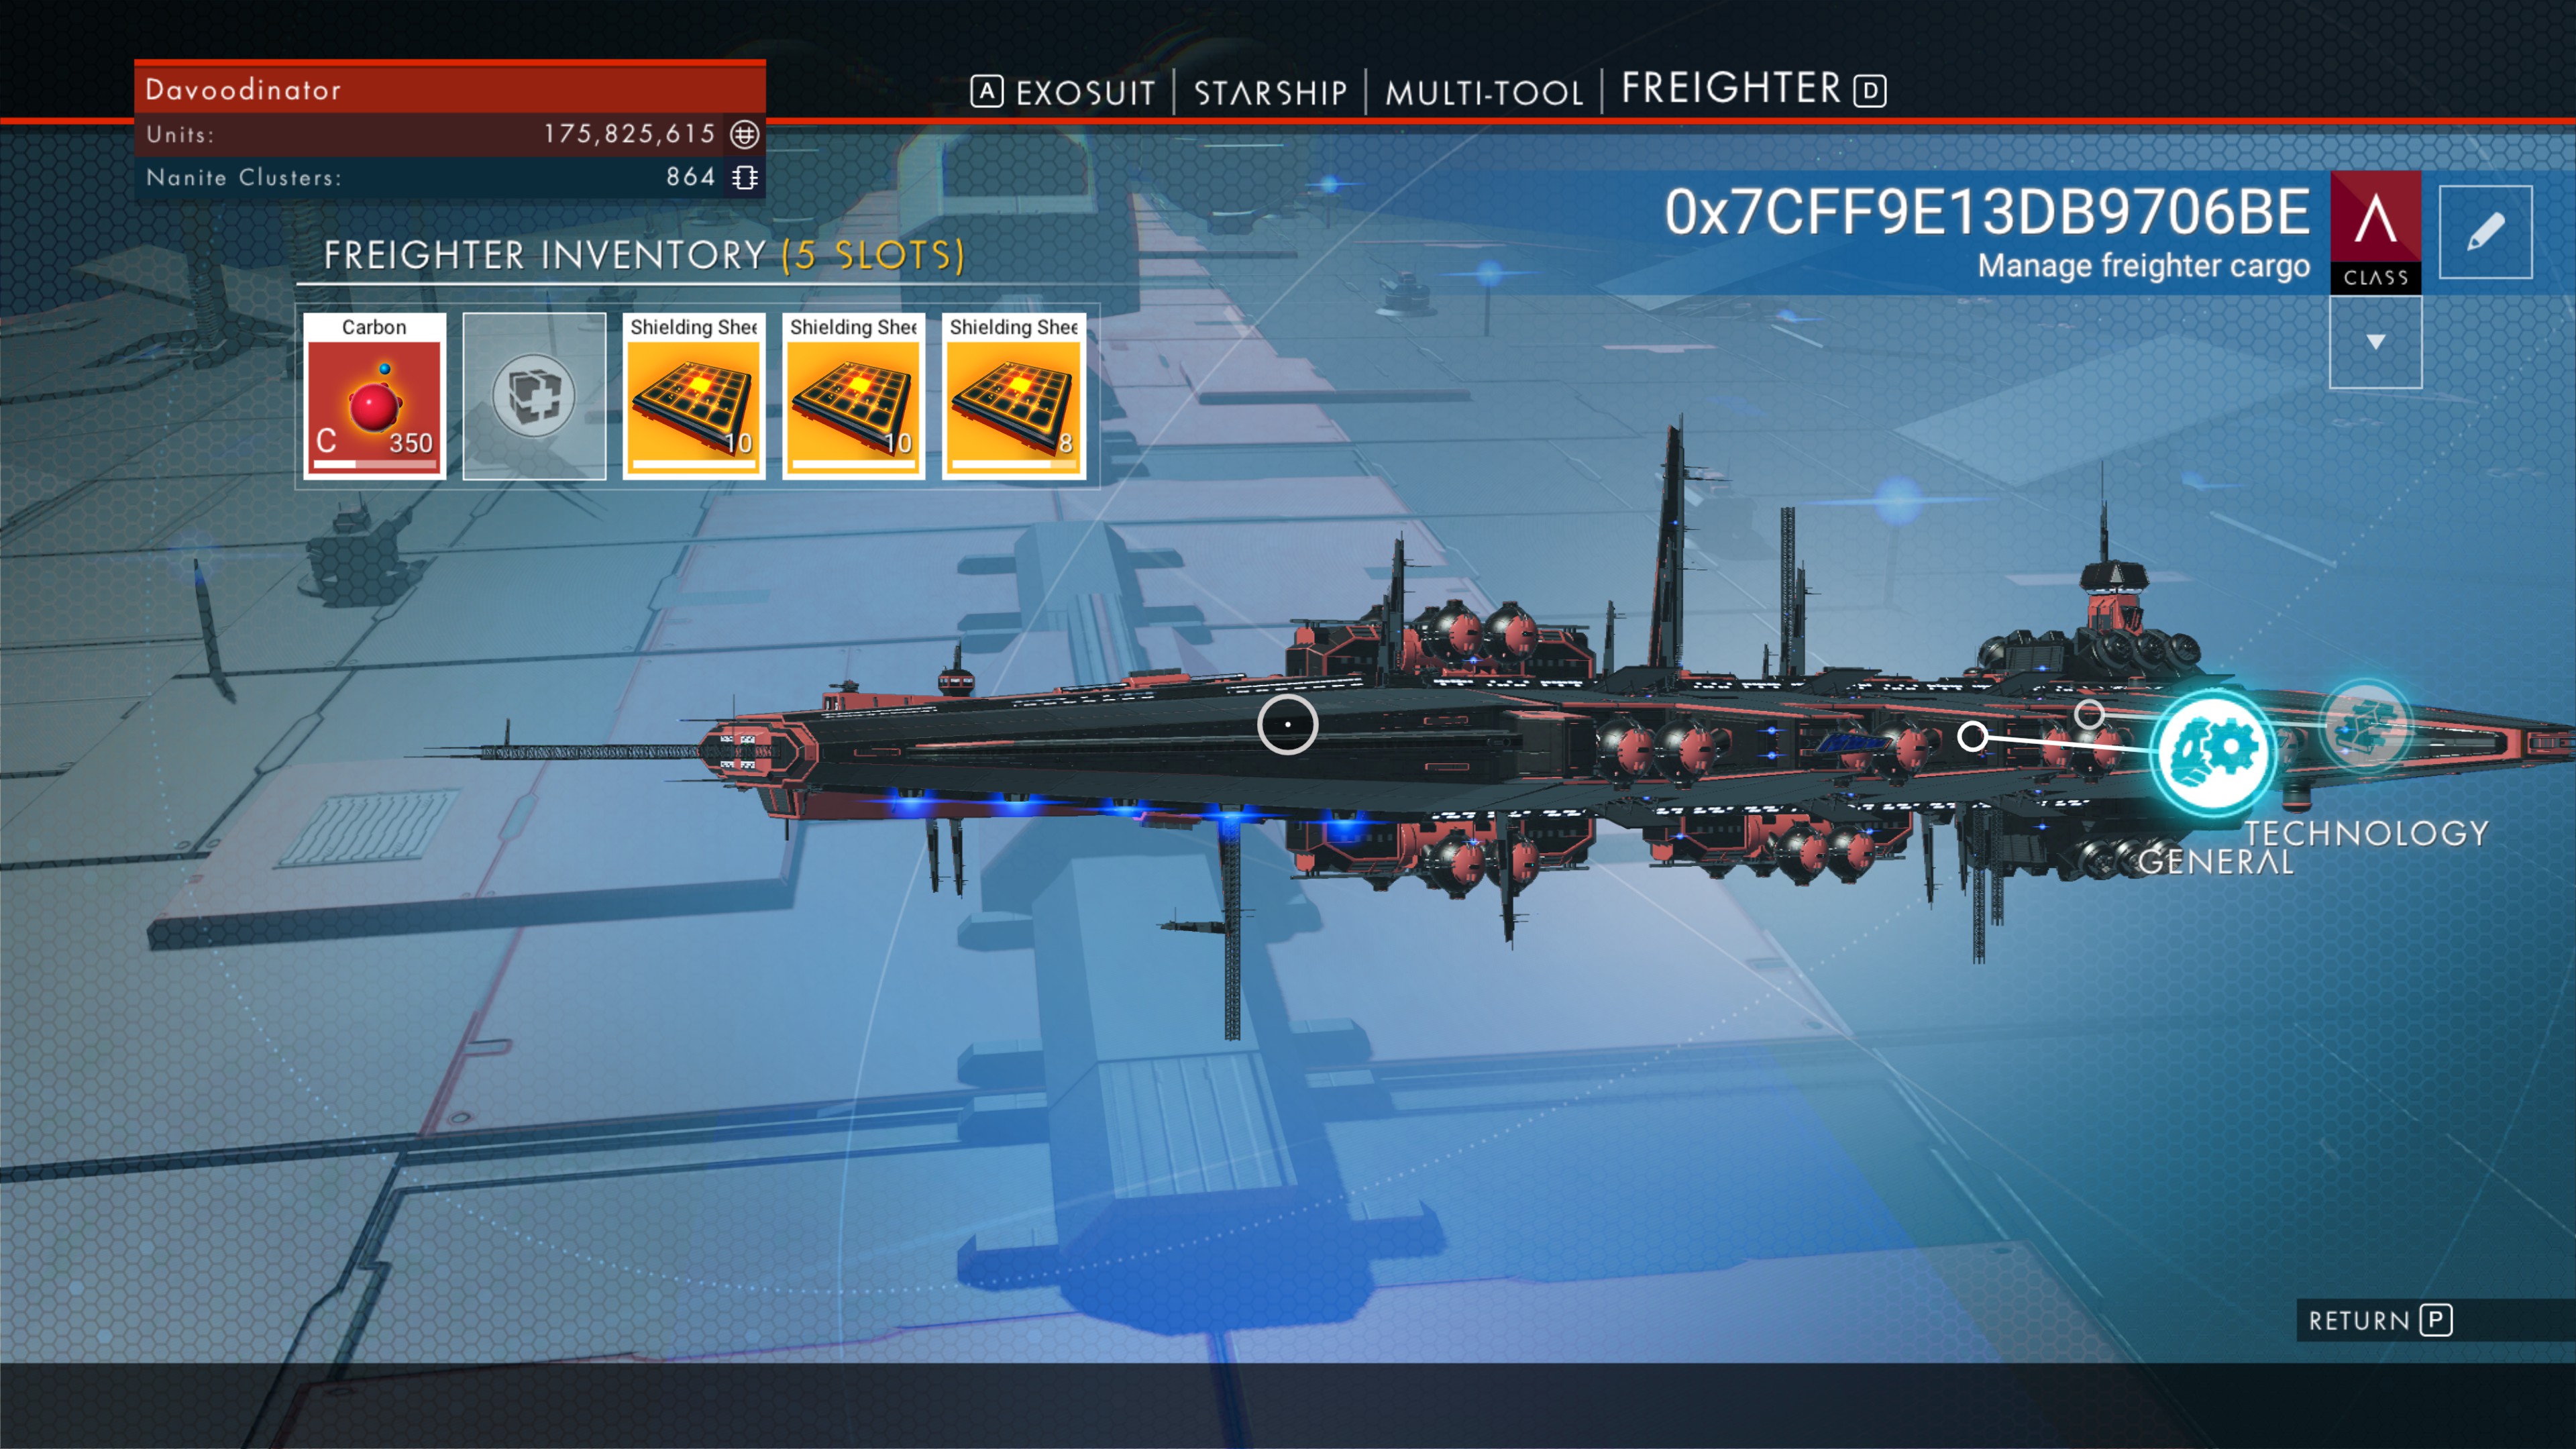 Davoodinator
Units: 175,825,615
Nanite Clusters: 864
A EXOSUIT STARSHIP MULTI-TOOL FREIGHTER D
0x7CFF9E13DB9706BE
Manage freighter cargo
CLASS
FREIGHTER INVENTORY (5 SLOTS)
Carbon
C 350
Shielding Shee
10
Shielding Shee
10
Shielding Shee
8
TECHNOLOGY
GENERAL
RETURN P